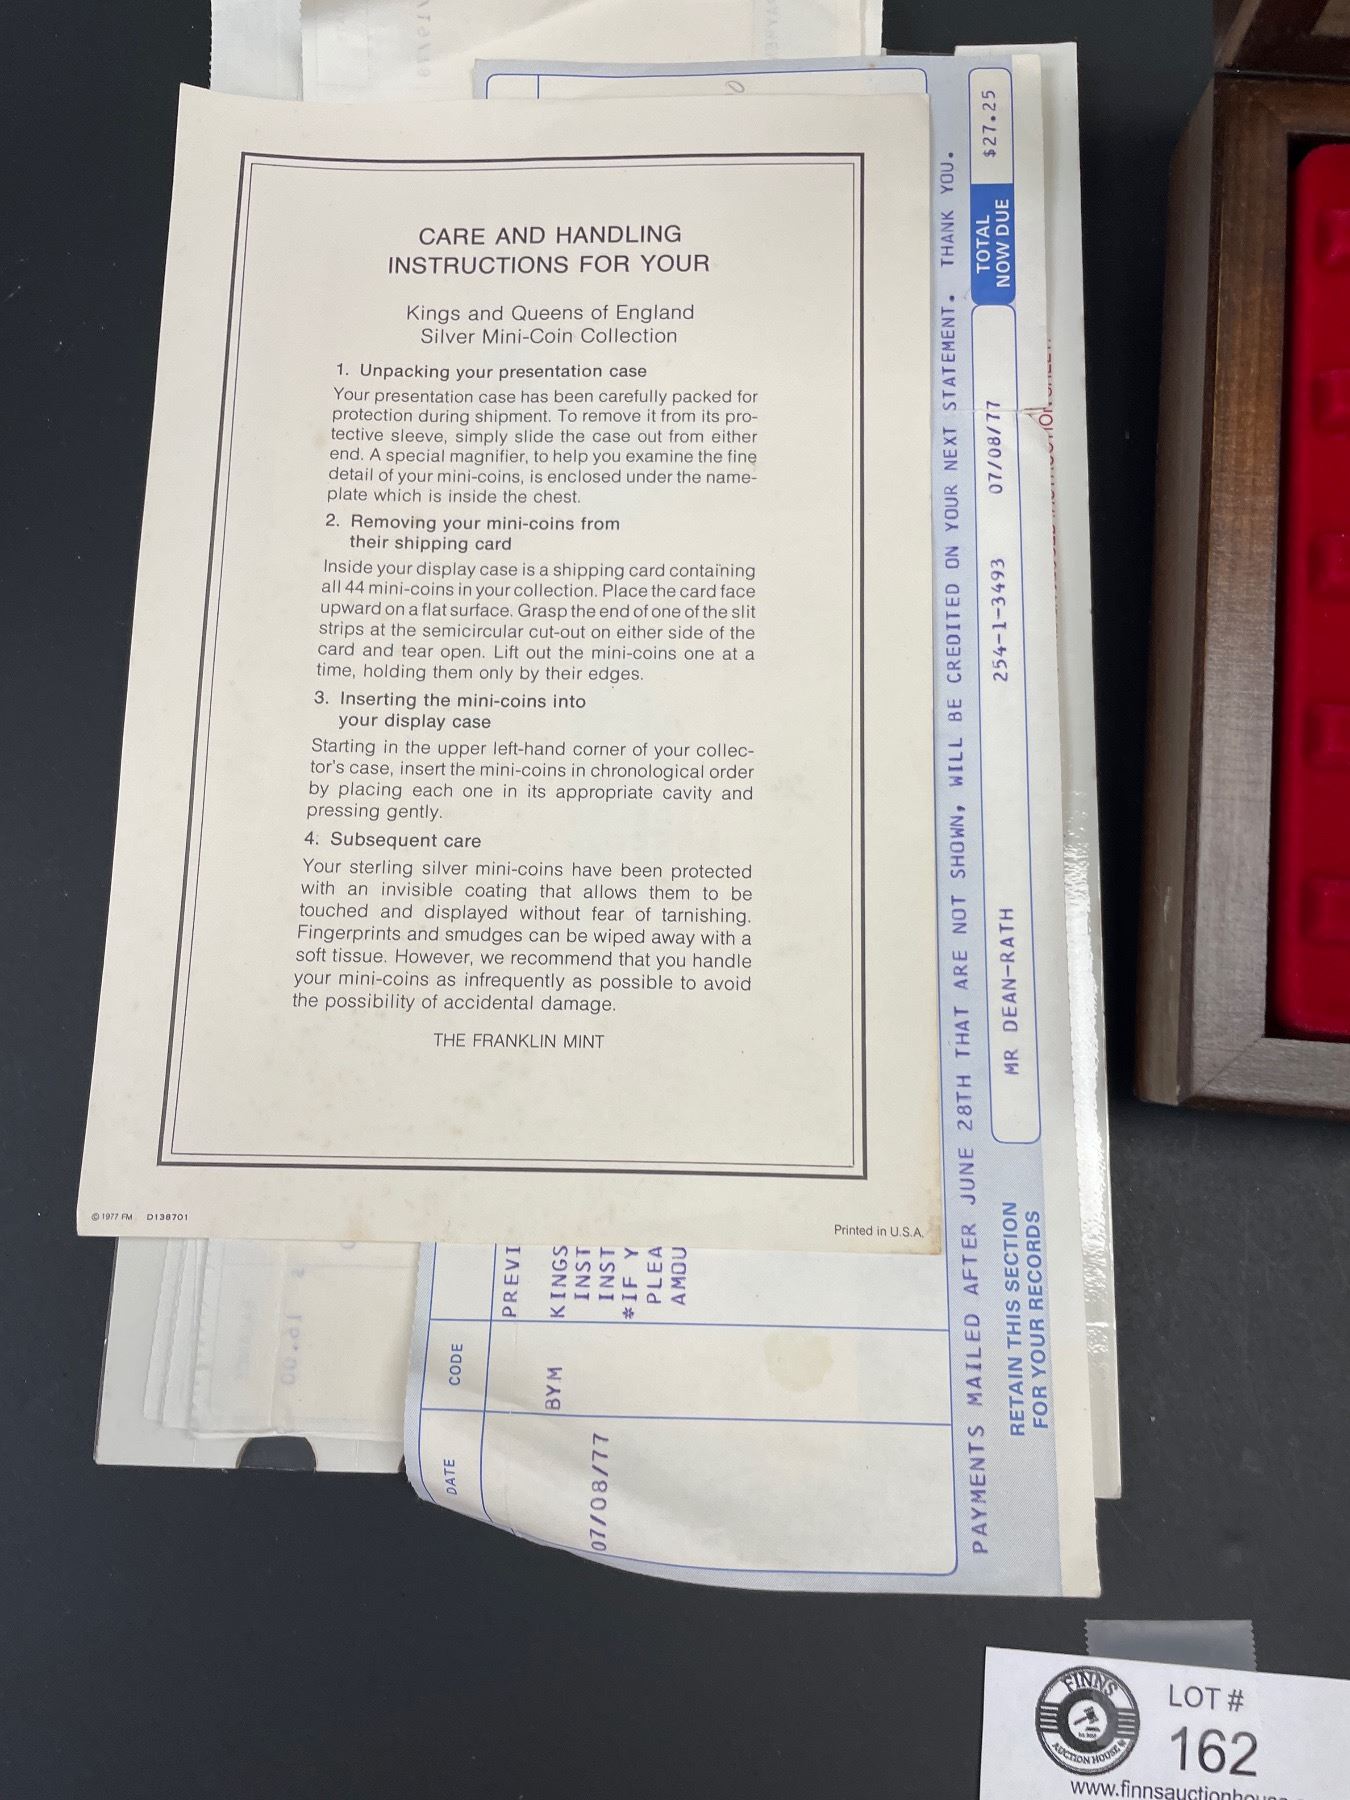 CARE AND HANDLING
INSTRUCTIONS FOR YOUR
Kings and Queens of England
Silver Mini-Coin Collection
1. Unpacking your presentation case
Your presentation case has been carefully packed for
protection during shipment. To remove it from its pro-
tective sleeve, simply slide the case out from either
end. A special magnifier, to help you examine the fine
detail of your mini-coins, is enclosed under the name-
plate which is inside the chest.
2. Removing your mini-coins from
their shipping card
Inside your display case is a shipping card containing
all 44 mini-coins in your collection. Place the card face
upward on a flat surface. Grasp the end of one of the slit
strips at the semicircular cut-out on either side of the
card and tear open. Lift out the mini-coins one at a
time, holding them only by their edges.
3. Inserting the mini-coins into
your display case
Starting in the upper left-hand corner of your collec-
tor's case, insert the mini-coins in chronological order
by placing each one in its appropriate cavity and
pressing gently.
4. Subsequent care
Your sterling silver mini-coins have been protected
with an invisible coating that allows them to be
touched and displayed without fear of tarnishing.
Fingerprints and smudges can be wiped away with a
soft tissue. However, we recommend that you handle
your mini-coins as infrequently as possible to avoid
the possibility of accidental damage.
THE FRANKLIN MINT
© 1977 FM D138701
Printed in U.S.A.
DATE CODE
PREVI
BYM KINGS
INST
07/08/77 INST
*IF Y
PLEA
AMOU
PAYMENTS MAILED AFTER JUNE 28TH THAT ARE NOT SHOWN, WILL BE CREDITED ON YOUR NEXT STATEMENT. THANK YOU.
RETAIN THIS SECTION
FOR YOUR RECORDS
MR DEAN-RATH 254-1-3493 07/08/77
TOTAL
NOW DUE
$27.25
FINNS
AUCTION HOUSE
LOT #
162
www.finnsauctionhou